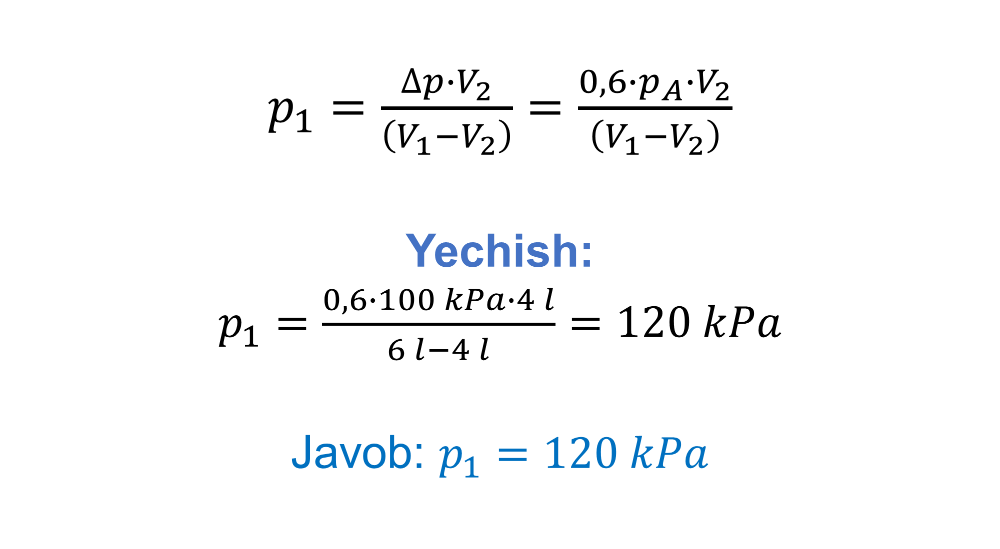 p₁ = Δp·V₂/(V₁−V₂) = 0,6·p_A·V₂/(V₁−V₂)
Yechish:
p₁ = 0,6·100 kPa·4 l/6 l−4 l = 120 kPa
Javob: p₁ = 120 kPa